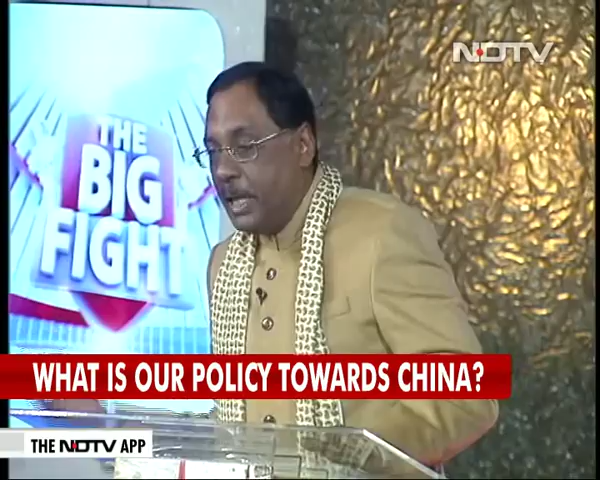 NDTV
THE
BIG
FIGHT
WHAT IS OUR POLICY TOWARDS CHINA?
THE NDTV APP